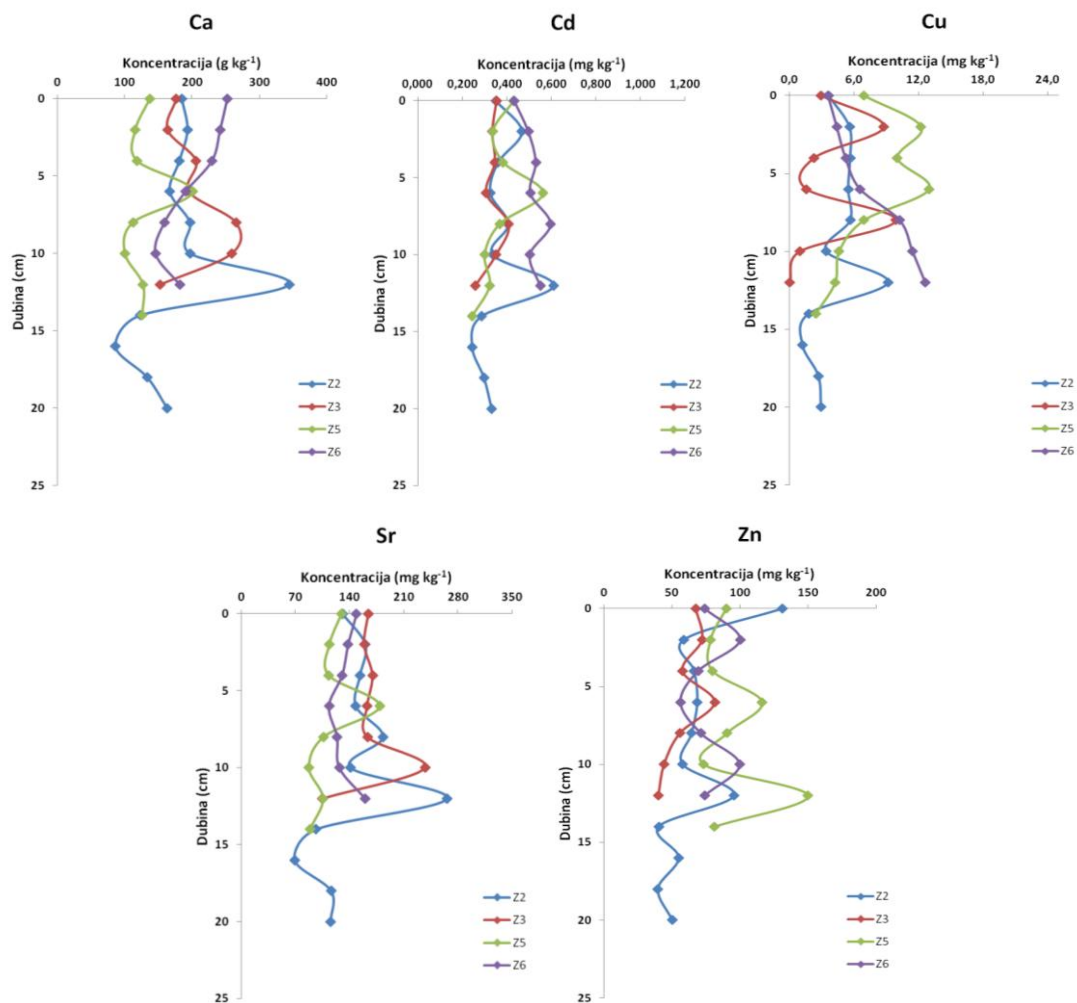 Ca
Koncentracija (g kg⁻¹)
0 100 200 300 400
0
5
10
15
20
25
Dubina (cm)
Z2
Z3
Z5
Z6
Cd
Koncentracija (mg kg⁻¹)
0,000 0,200 0,400 0,600 0,800 1,000 1,200
0
5
10
15
20
25
Dubina (cm)
Z2
Z3
Z5
Z6
Cu
Koncentracija (mg kg⁻¹)
0,0 6,0 12,0 18,0 24,0
0
5
10
15
20
25
Dubina (cm)
Z2
Z3
Z5
Z6
Sr
Koncentracija (mg kg⁻¹)
0 70 140 210 280 350
0
5
10
15
20
25
Dubina (cm)
Z2
Z3
Z5
Z6
Zn
Koncentracija (mg kg⁻¹)
0 50 100 150 200
0
5
10
15
20
25
Dubina (cm)
Z2
Z3
Z5
Z6